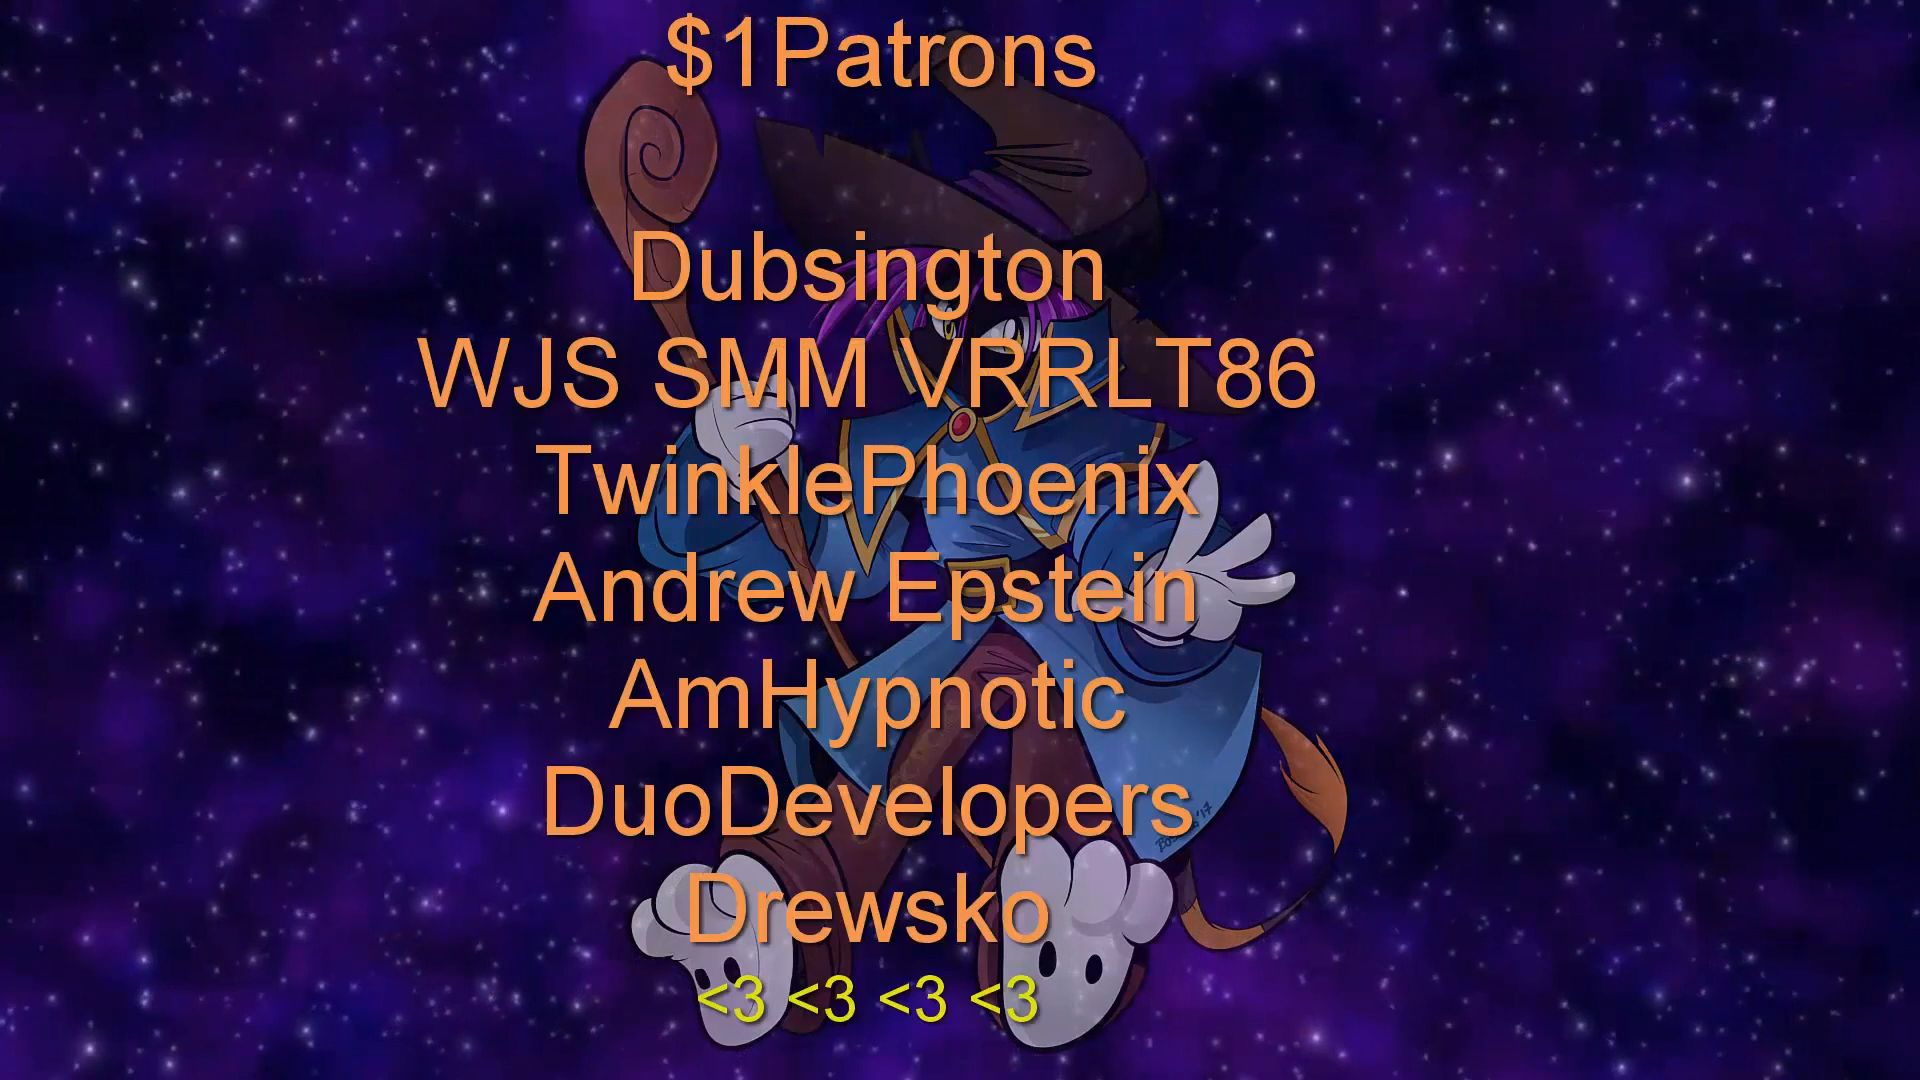 $1Patrons
Dubsington
WJS SMM VRRLT86
TwinklePhoenix
Andrew Epstein
AmHypnotic
DuoDevelopers
Drewsko
<3 <3 <3 <3